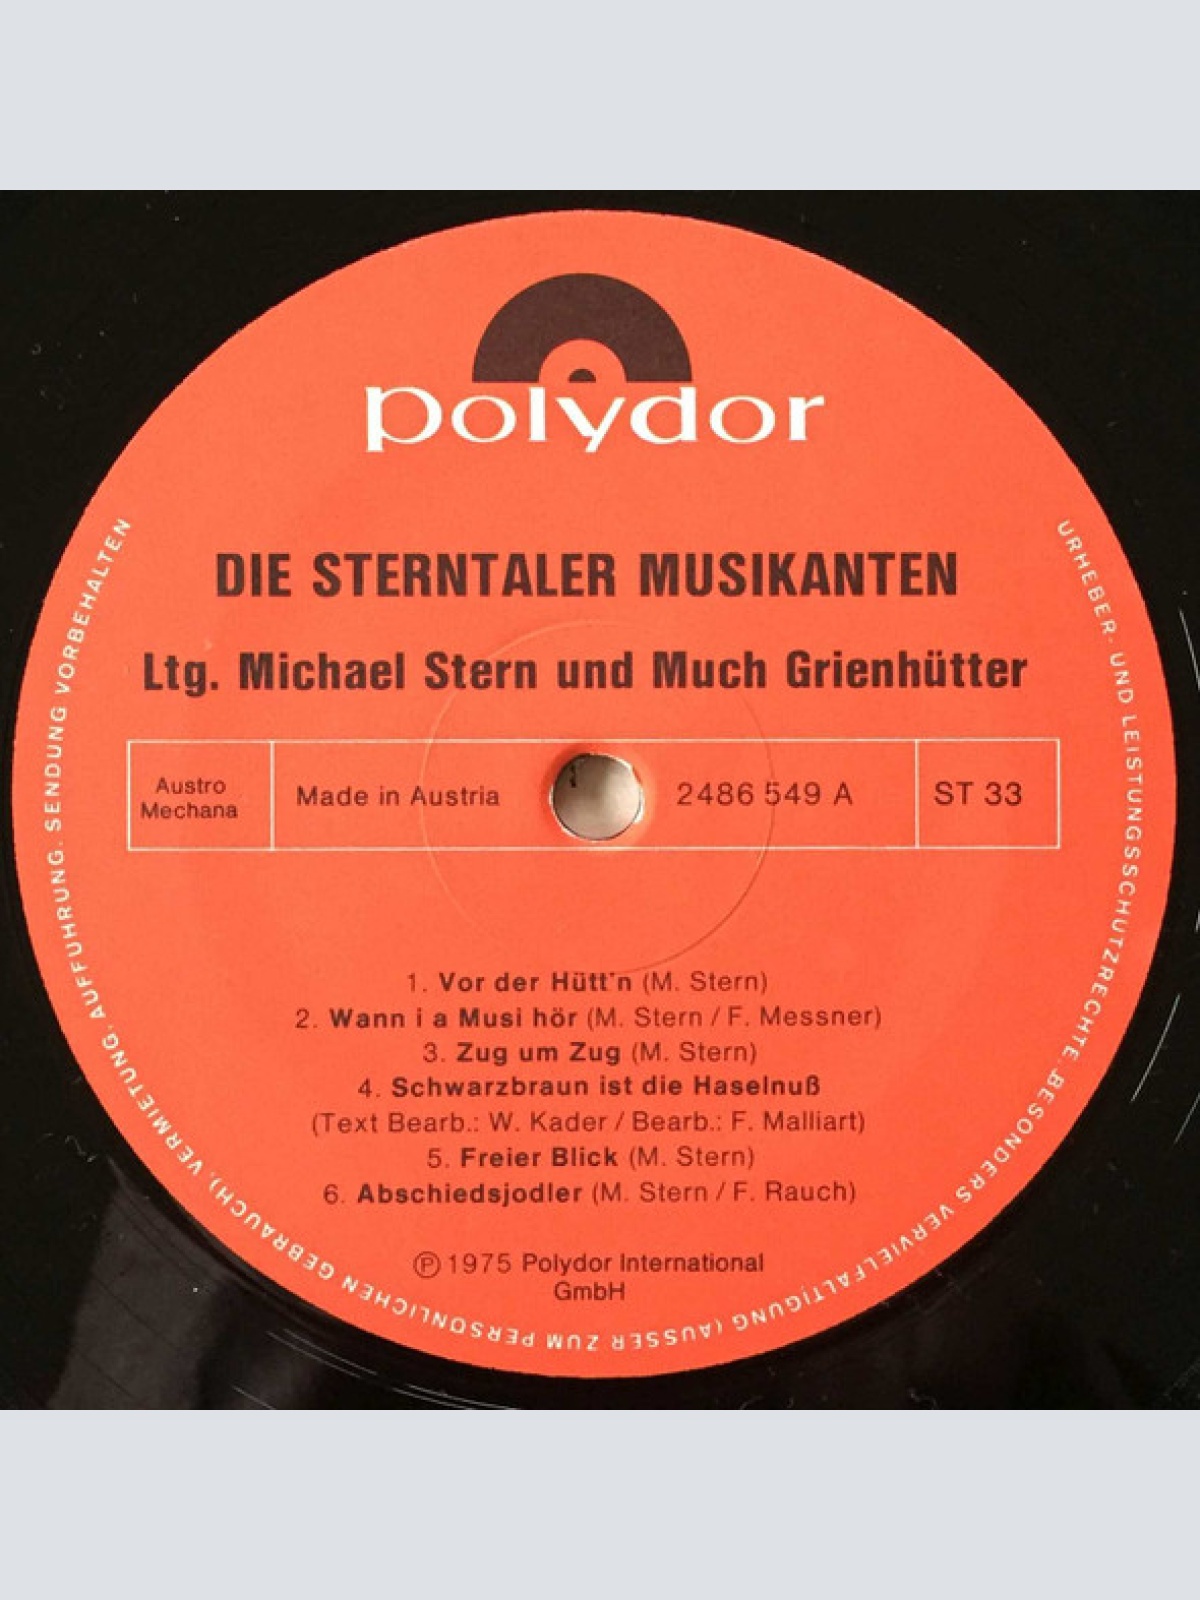 polydor
DIE STERNTALER MUSIKANTEN
Ltg. Michael Stern und Much Grienhütter
Austro
Mechana
Made in Austria
2486 549 A
ST 33
1. Vor der Hütt'n (M. Stern)
2. Wann i a Musi hör (M. Stern / F. Messner)
3. Zug um Zug (M. Stern)
4. Schwarzbraun ist die Haselnuß
(Text Bearb.: W. Kader / Bearb.: F. Malliart)
5. Freier Blick (M. Stern)
6. Abschiedsjodler (M. Stern / F. Rauch)
Ⓟ 1975 Polydor International
GmbH
URHEBER- UND LEISTUNGSSCHUTZRECHTE, BESONDERS VERVIELFÄLTIGUNG (AUSSER ZUM PERSÖNLICHEN GEBRAUCH), VERMIETUNG, AUFFÜHRUNG, SENDUNG VORBEHALTEN